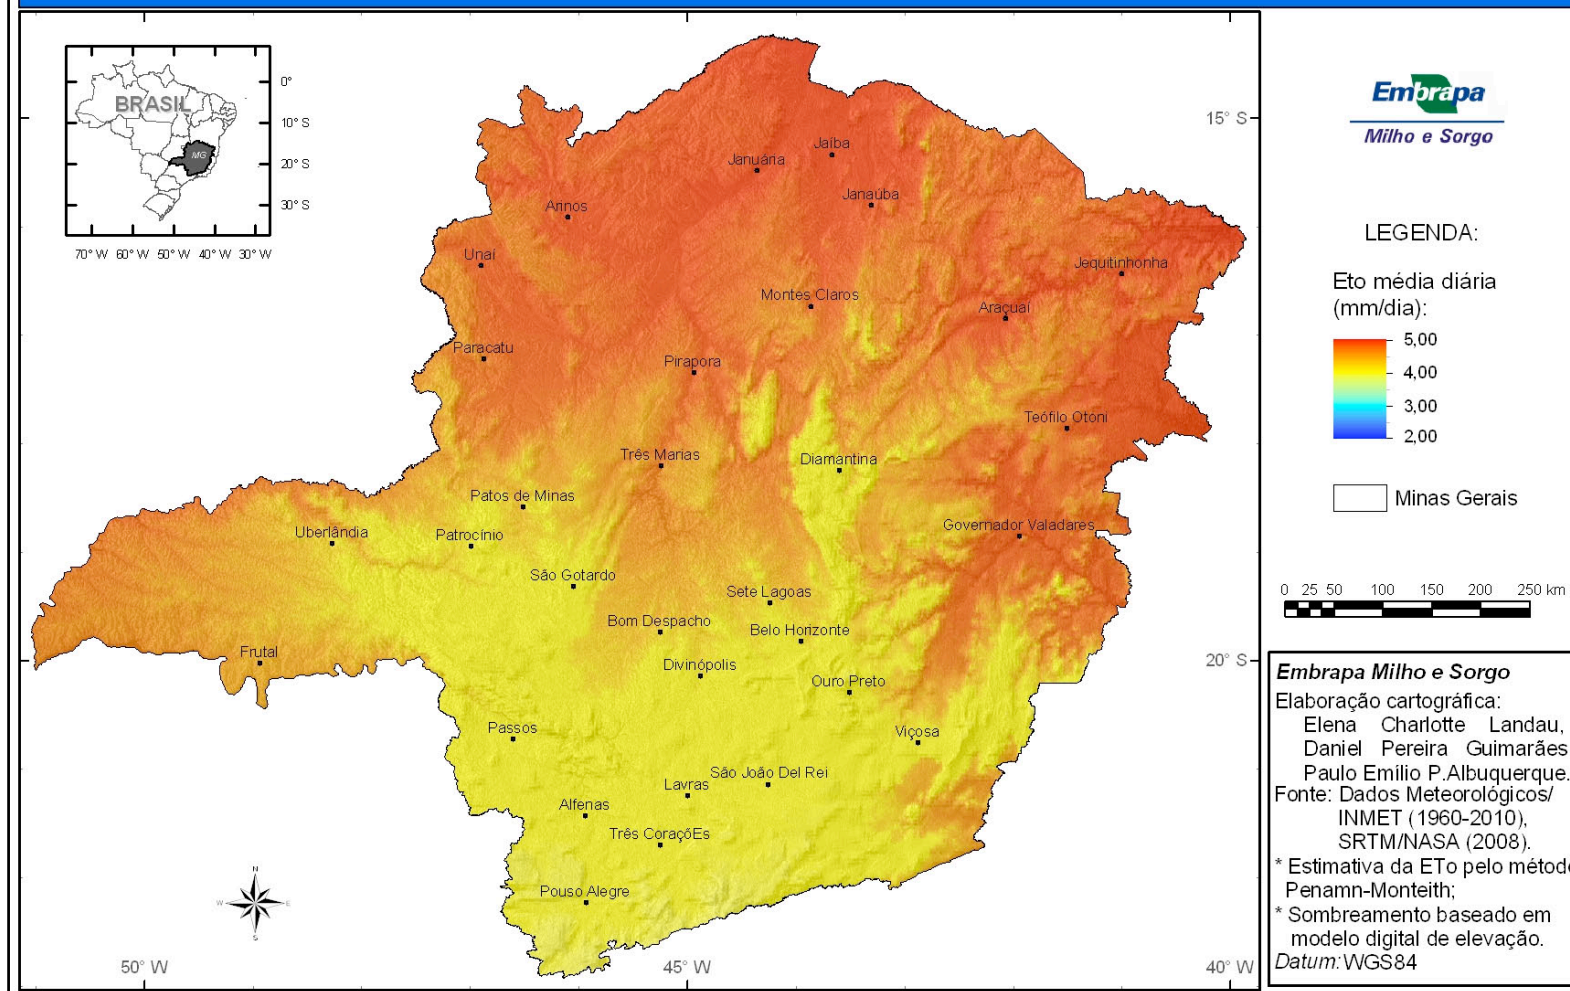 BRASIL
MG
0°
10° S
20° S
30° S
70° W 60° W 50° W 40° W 30° W
Januária
Jaíba
Janaúba
Arinos
Unaí
Jequitinhonha
Montes Claros
Araçuaí
Paracatu
Pirapora
Teófilo Otoni
Três Marias
Diamantina
Patos de Minas
Uberlândia
Patrocínio
Governador Valadares
São Gotardo
Sete Lagoas
Bom Despacho
Belo Horizonte
Frutal
Divinópolis
Ouro Preto
Passos
Viçosa
São João Del Rei
Lavras
Alfenas
Três CoraçõEs
Pouso Alegre
N
W
E
S
50° W
45° W
40° W
15° S
20° S
Embrapa
Milho e Sorgo
LEGENDA:
Eto média diária
(mm/dia):
5,00
4,00
3,00
2,00
Minas Gerais
0 25 50 100 150 200 250 km
Embrapa Milho e Sorgo
Elaboração cartográfica:
Elena Charlotte Landau,
Daniel Pereira Guimarães
Paulo Emílio P.Albuquerque.
Fonte: Dados Meteorológicos/
INMET (1960-2010),
SRTM/NASA (2008).
* Estimativa da ETo pelo método
Penamn-Monteith;
* Sombreamento baseado em
modelo digital de elevação.
Datum:WGS84